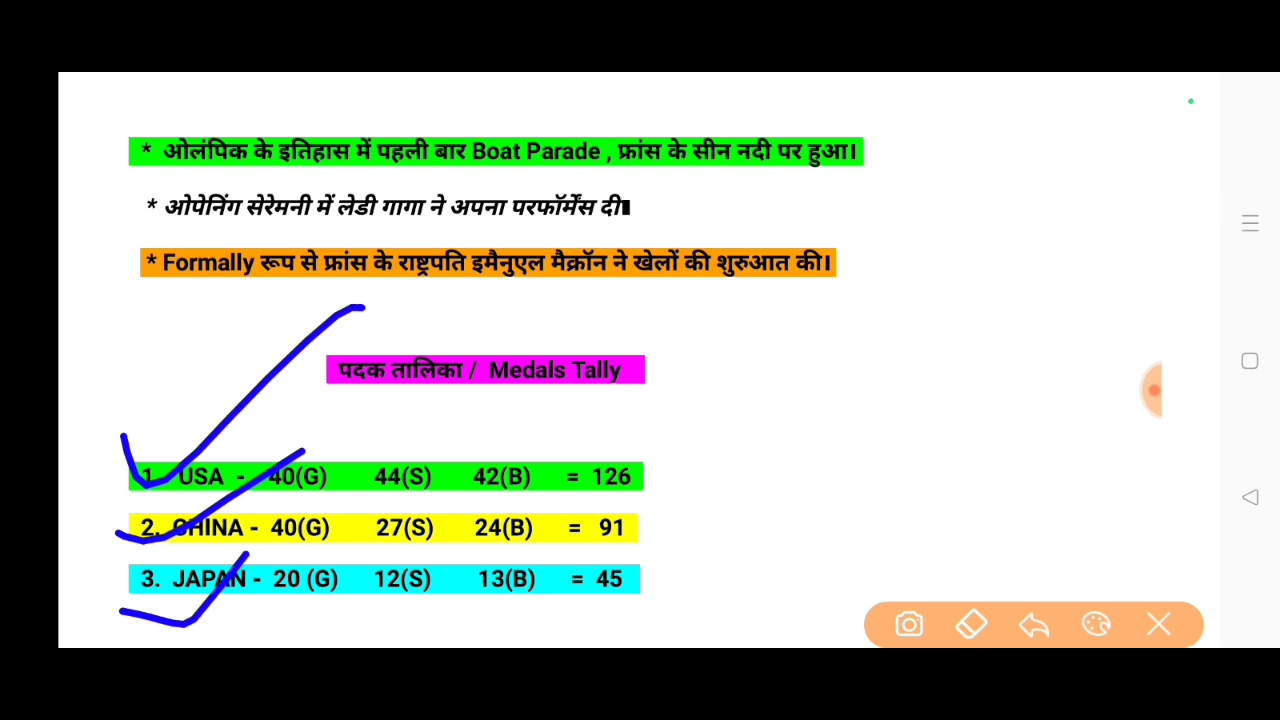 * ओलंपिक के इतिहास में पहली बार Boat Parade , फ्रांस के सीन नदी पर हुआ।
* ओपेनिंग सेरेमनी में लेडी गागा ने अपना परफॉर्मेंस दी।
* Formally रूप से फ्रांस के राष्ट्रपति इमैनुएल मैक्रॉन ने खेलों की शुरुआत की।
पदक तालिका / Medals Tally
1. USA - 40(G) 44(S) 42(B) = 126
2. CHINA - 40(G) 27(S) 24(B) = 91
3. JAPAN - 20 (G) 12(S) 13(B) = 45